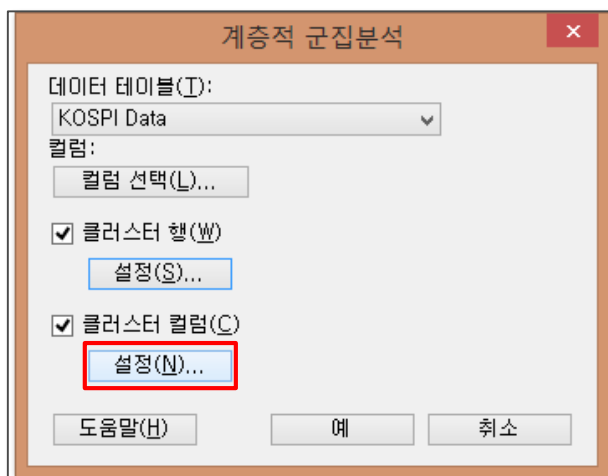 계층적 군집분석
데이터 테이블(T):
KOSPI Data
컬럼:
컬럼 선택(L)...
클러스터 행(W)
설정(S)...
클러스터 컬럼(C)
설정(N)...
도움말(H) 예 취소